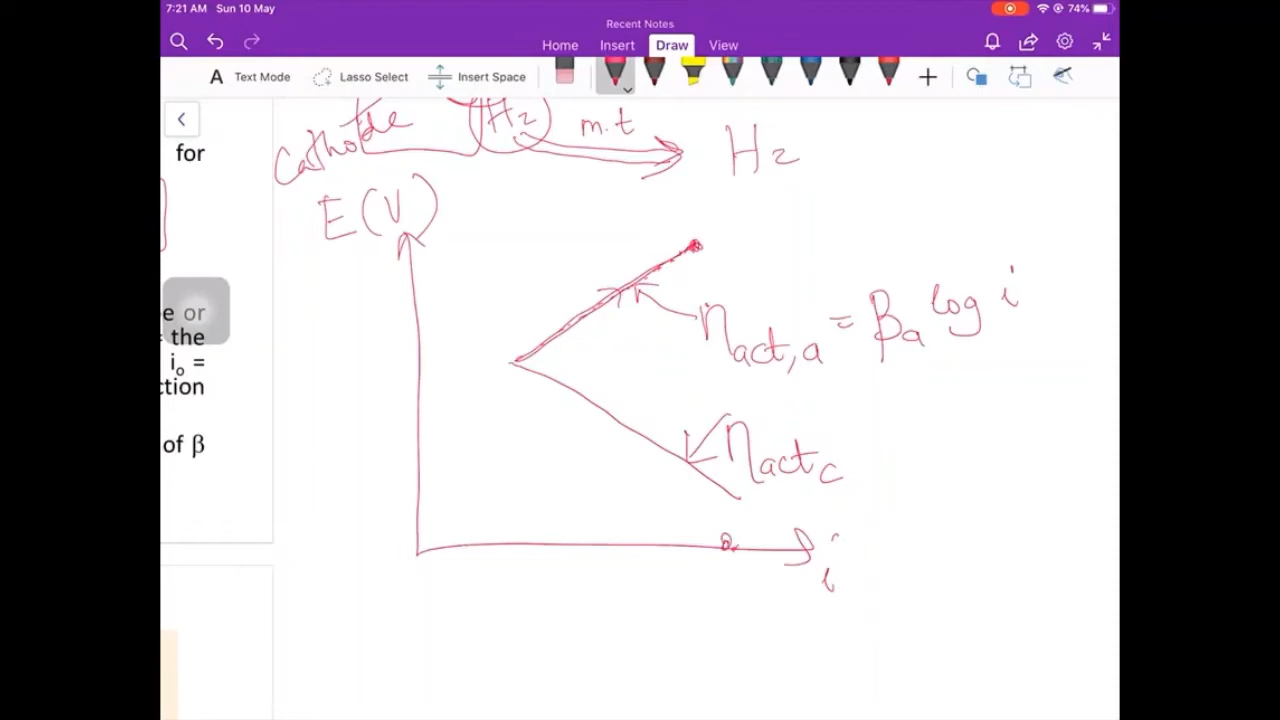 7:21 AM Sun 10 May
74%
Recent Notes
Home Insert Draw View
A Text Mode Lasso Select Insert Space
Cathode H2 m.t H2
for
E(V)
e or
= the
i₀ =
ction
of β
ηact,a = βa log i
ηact c
i